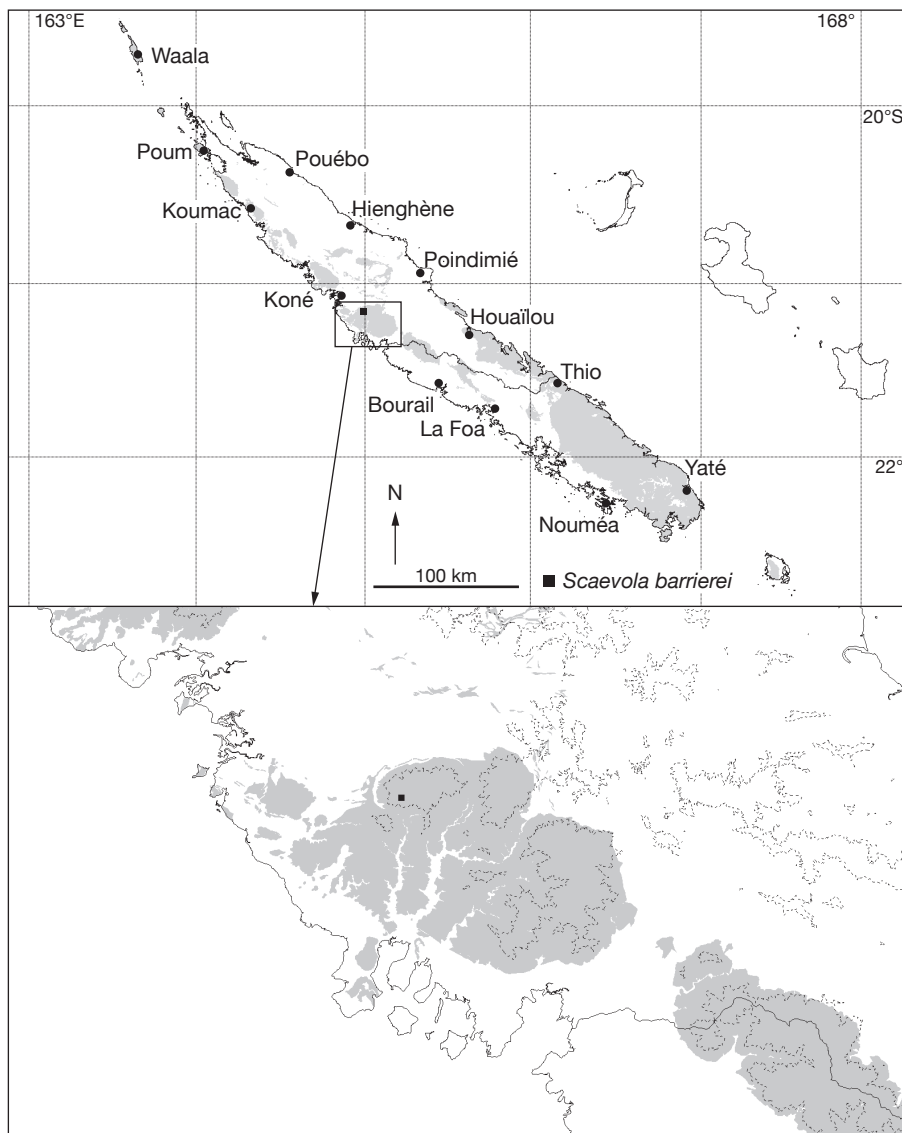 163°E
168°
Waala
20°S
Poum
Pouébo
Koumac
Hienghène
Poindimié
Koné
Houaïlou
Thio
Bourail
La Foa
22°
Yaté
N
Nouméa
100 km
Scaevola barrierei